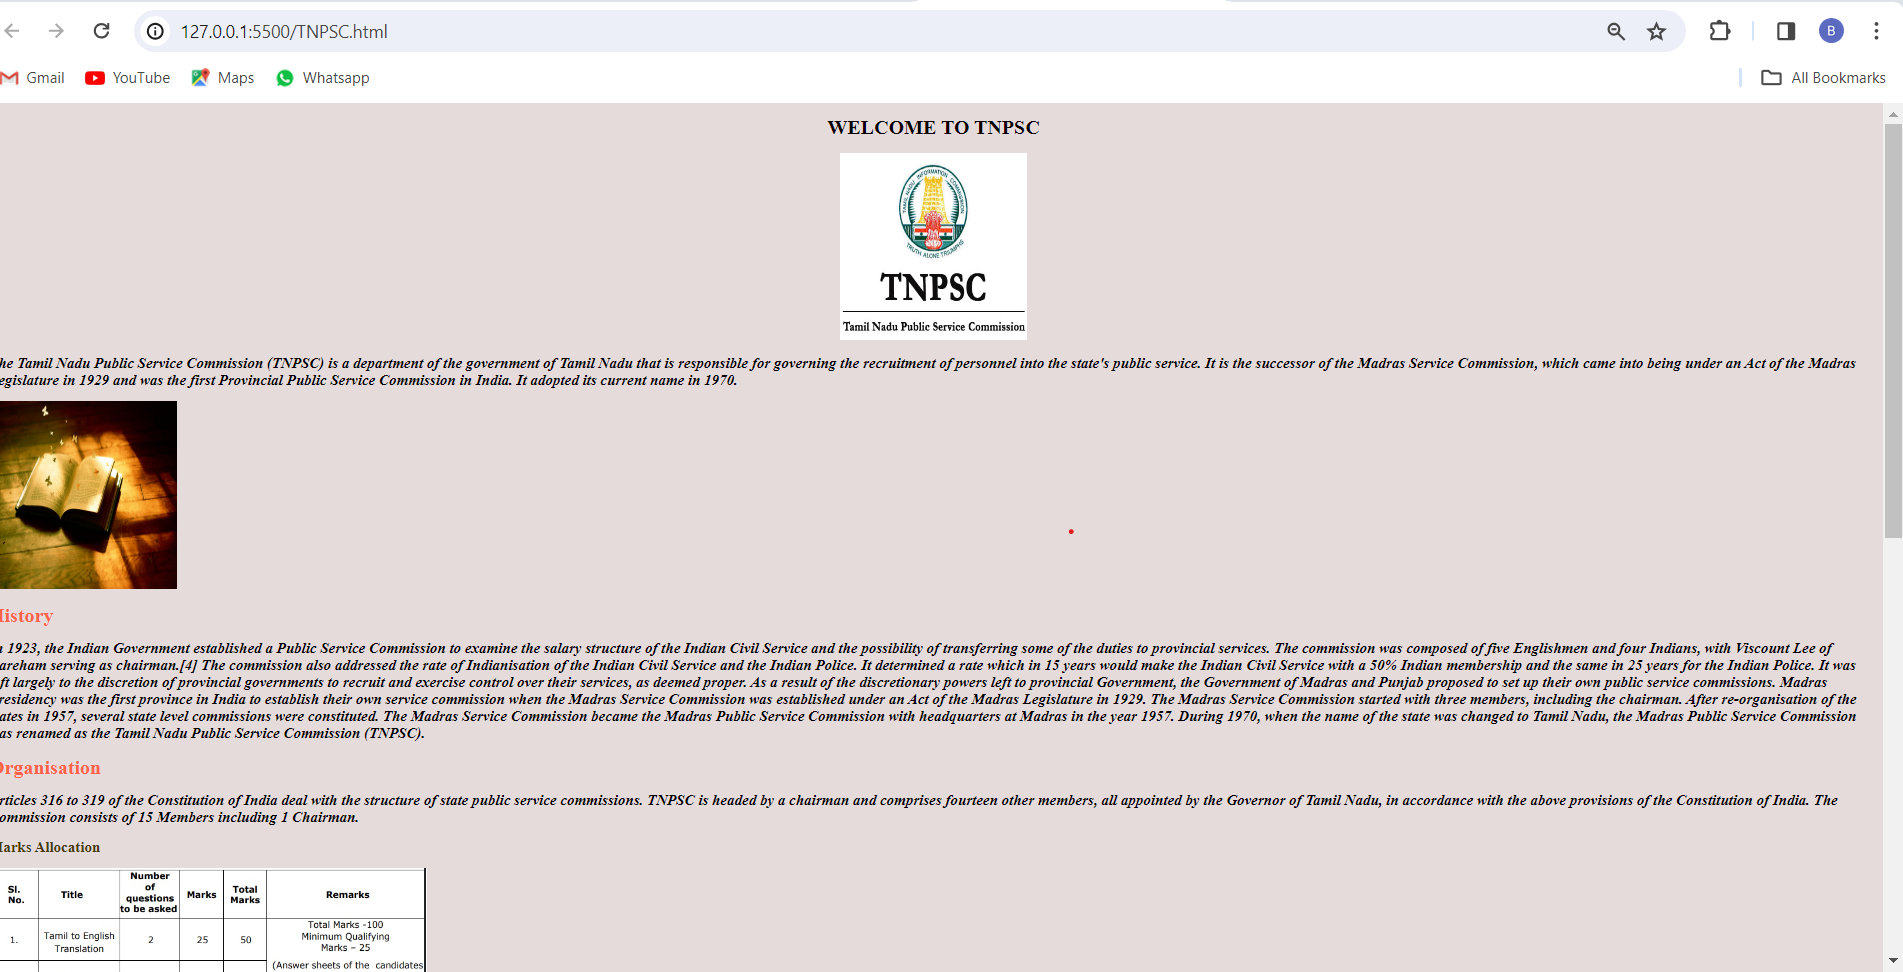 127.0.0.1:5500/TNPSC.html
B
Gmail YouTube Maps Whatsapp All Bookmarks
WELCOME TO TNPSC
TAMIL NADU INFORMATION COMMISSION
TRUTH ALONE TRIUMPHS
TNPSC
Tamil Nadu Public Service Commission
he Tamil Nadu Public Service Commission (TNPSC) is a department of the government of Tamil Nadu that is responsible for governing the recruitment of personnel into the state's public service. It is the successor of the Madras Service Commission, which came into being under an Act of the Madras
egislature in 1929 and was the first Provincial Public Service Commission in India. It adopted its current name in 1970.
History
n 1923, the Indian Government established a Public Service Commission to examine the salary structure of the Indian Civil Service and the possibility of transferring some of the duties to provincial services. The commission was composed of five Englishmen and four Indians, with Viscount Lee of
areham serving as chairman.[4] The commission also addressed the rate of Indianisation of the Indian Civil Service and the Indian Police. It determined a rate which in 15 years would make the Indian Civil Service with a 50% Indian membership and the same in 25 years for the Indian Police. It was
ft largely to the discretion of provincial governments to recruit and exercise control over their services, as deemed proper. As a result of the discretionary powers left to provincial Government, the Government of Madras and Punjab proposed to set up their own public service commissions. Madras
residency was the first province in India to establish their own service commission when the Madras Service Commission was established under an Act of the Madras Legislature in 1929. The Madras Service Commission started with three members, including the chairman. After re-organisation of the
ates in 1957, several state level commissions were constituted. The Madras Service Commission became the Madras Public Service Commission with headquarters at Madras in the year 1957. During 1970, when the name of the state was changed to Tamil Nadu, the Madras Public Service Commission
as renamed as the Tamil Nadu Public Service Commission (TNPSC).
Organisation
rticles 316 to 319 of the Constitution of India deal with the structure of state public service commissions. TNPSC is headed by a chairman and comprises fourteen other members, all appointed by the Governor of Tamil Nadu, in accordance with the above provisions of the Constitution of India. The
ommission consists of 15 Members including 1 Chairman.
Marks Allocation
Sl. No. Title Number of questions to be asked Marks Total Marks Remarks
1. Tamil to English Translation 2 25 50 Total Marks -100 Minimum Qualifying Marks – 25
(Answer sheets of the candidates